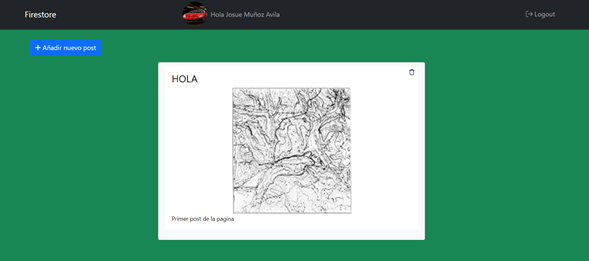 Firestore
Hola Josue Muñoz Avila
Logout
Añadir nuevo post
HOLA
Primer post de la pagina